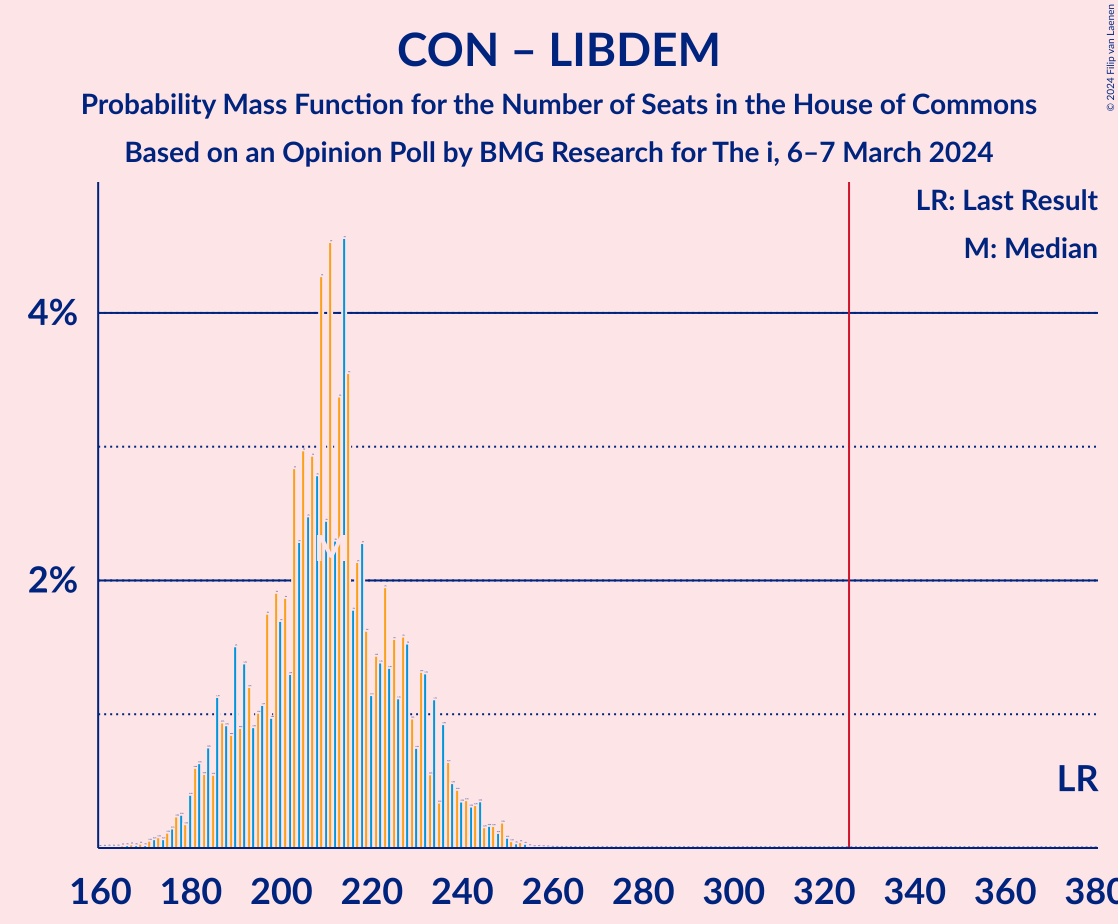 CON – LIBDEM
Probability Mass Function for the Number of Seats in the House of Commons
Based on an Opinion Poll by BMG Research for The i, 6–7 March 2024
© 2024 Filip van Laenen
LR: Last Result
M: Median
4%
2%
M
LR
160 180 200 220 240 260 280 300 320 340 360 380